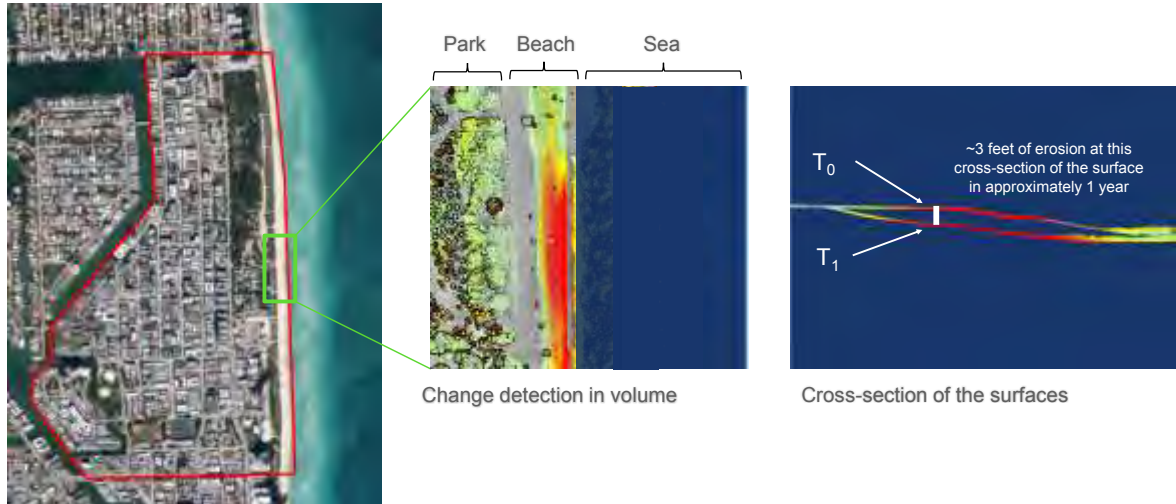 Park
Beach
Sea
T0
T1
~3 feet of erosion at this
cross-section of the surface
in approximately 1 year
Change detection in volume
Cross-section of the surfaces